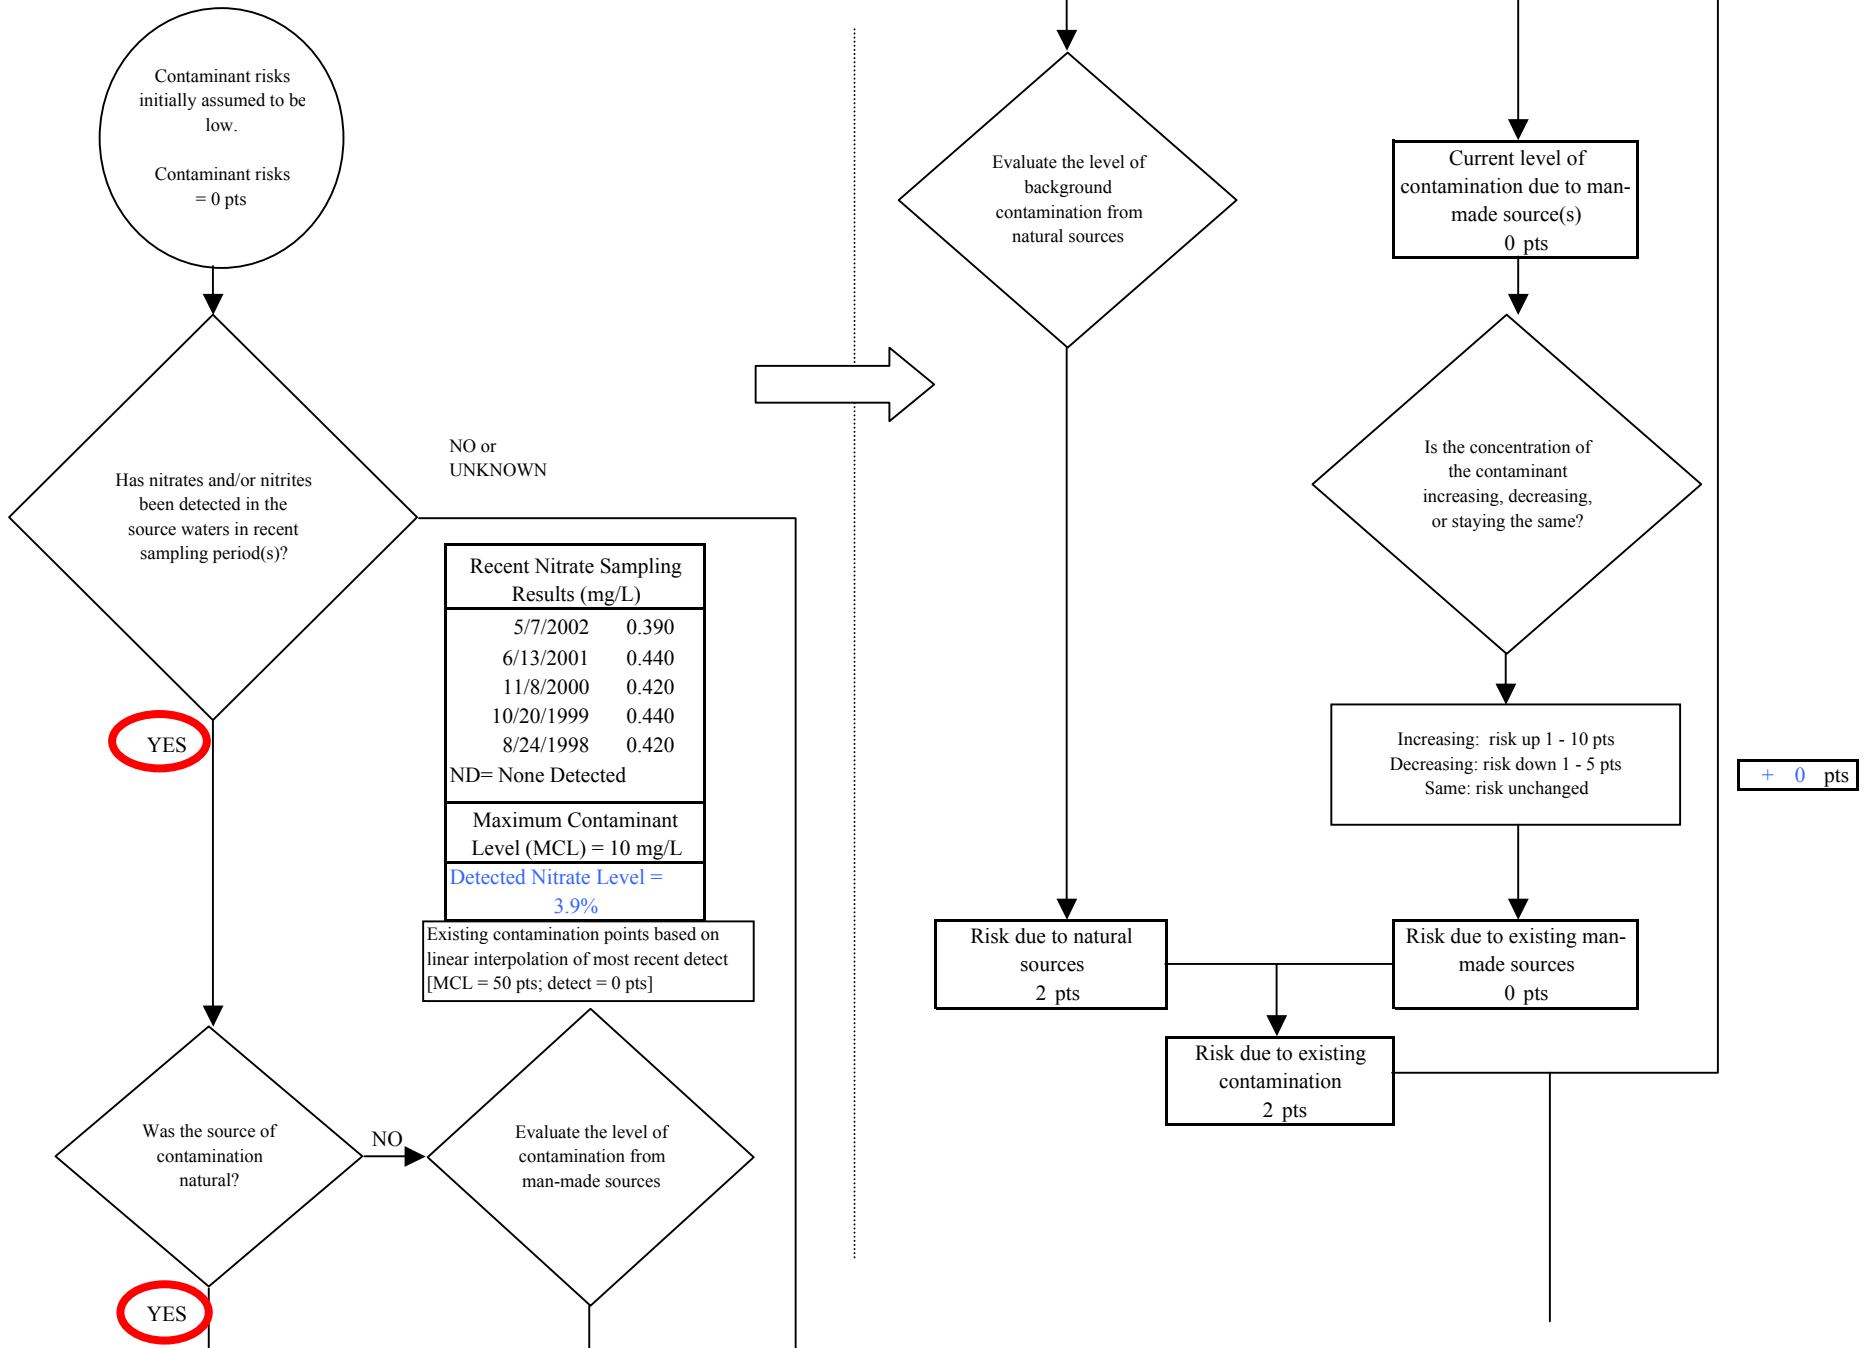 Contaminant risks
initially assumed to be
low.
Contaminant risks
= 0 pts
Has nitrates and/or nitrites
been detected in the
source waters in recent
sampling period(s)?
NO or
UNKNOWN
YES
Recent Nitrate Sampling
Results (mg/L)
5/7/2002 0.390
6/13/2001 0.440
11/8/2000 0.420
10/20/1999 0.440
8/24/1998 0.420
ND= None Detected
Maximum Contaminant
Level (MCL) = 10 mg/L
Detected Nitrate Level =
3.9%
Existing contamination points based on
linear interpolation of most recent detect
[MCL = 50 pts; detect = 0 pts]
Was the source of
contamination
natural?
NO
Evaluate the level of
contamination from
man-made sources
YES
Evaluate the level of
background
contamination from
natural sources
Current level of
contamination due to man-
made source(s)
0 pts
Is the concentration of
the contaminant
increasing, decreasing,
or staying the same?
Increasing: risk up 1 - 10 pts
Decreasing: risk down 1 - 5 pts
Same: risk unchanged
+ 0 pts
Risk due to natural
sources
2 pts
Risk due to existing man-
made sources
0 pts
Risk due to existing
contamination
2 pts